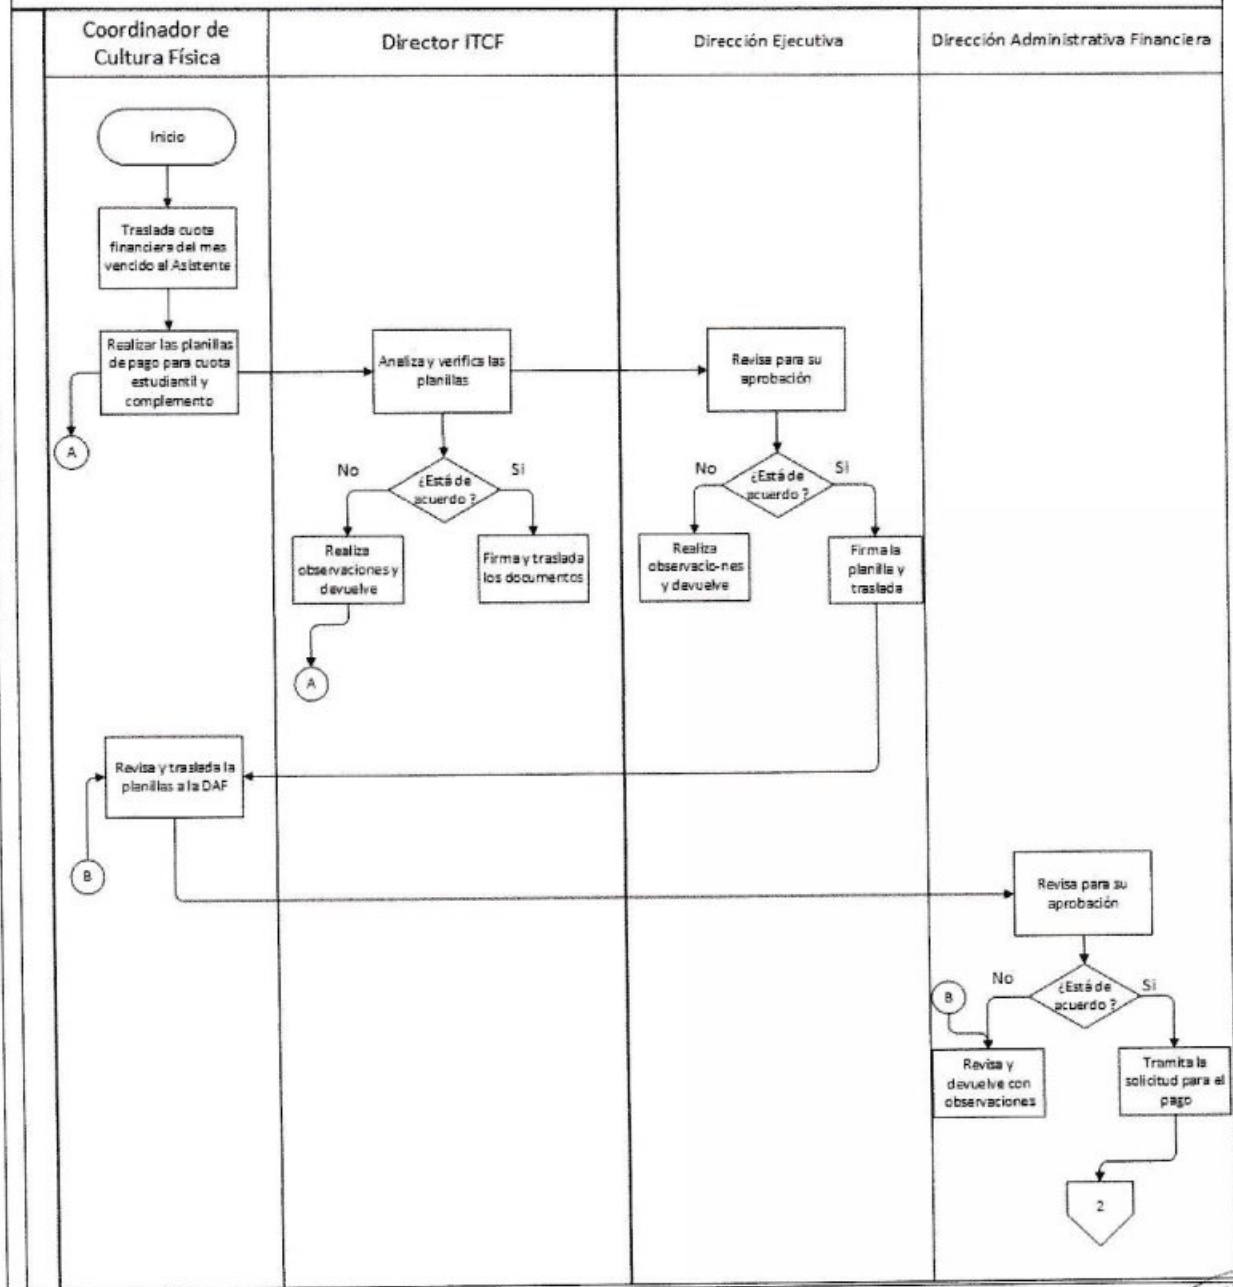 Coordinador de
Cultura Física
Director ITCF
Dirección Ejecutiva
Dirección Administrativa Financiera
Inicio
Traslada cuota
financiera del mes
vencido al Asistente
Realizar las planillas
de pago para cuota
estudiantil y
complemento
Analiza y verifica las
planillas
Revisa para su
aprobación
A
No
¿Está de
acuerdo ?
Si
No
¿Está de
acuerdo ?
Si
Realiza
observaciones y
devuelve
Firma y traslada
los documentos
Realiza
observacio-nes
y devuelve
Firma la
planilla y
traslada
A
Revisa y traslada la
planillas a la DAF
B
Revisa para su
aprobación
B
No
¿Está de
acuerdo ?
Si
Revisa y
devuelve con
observaciones
Tramita la
solicitud para el
pago
2